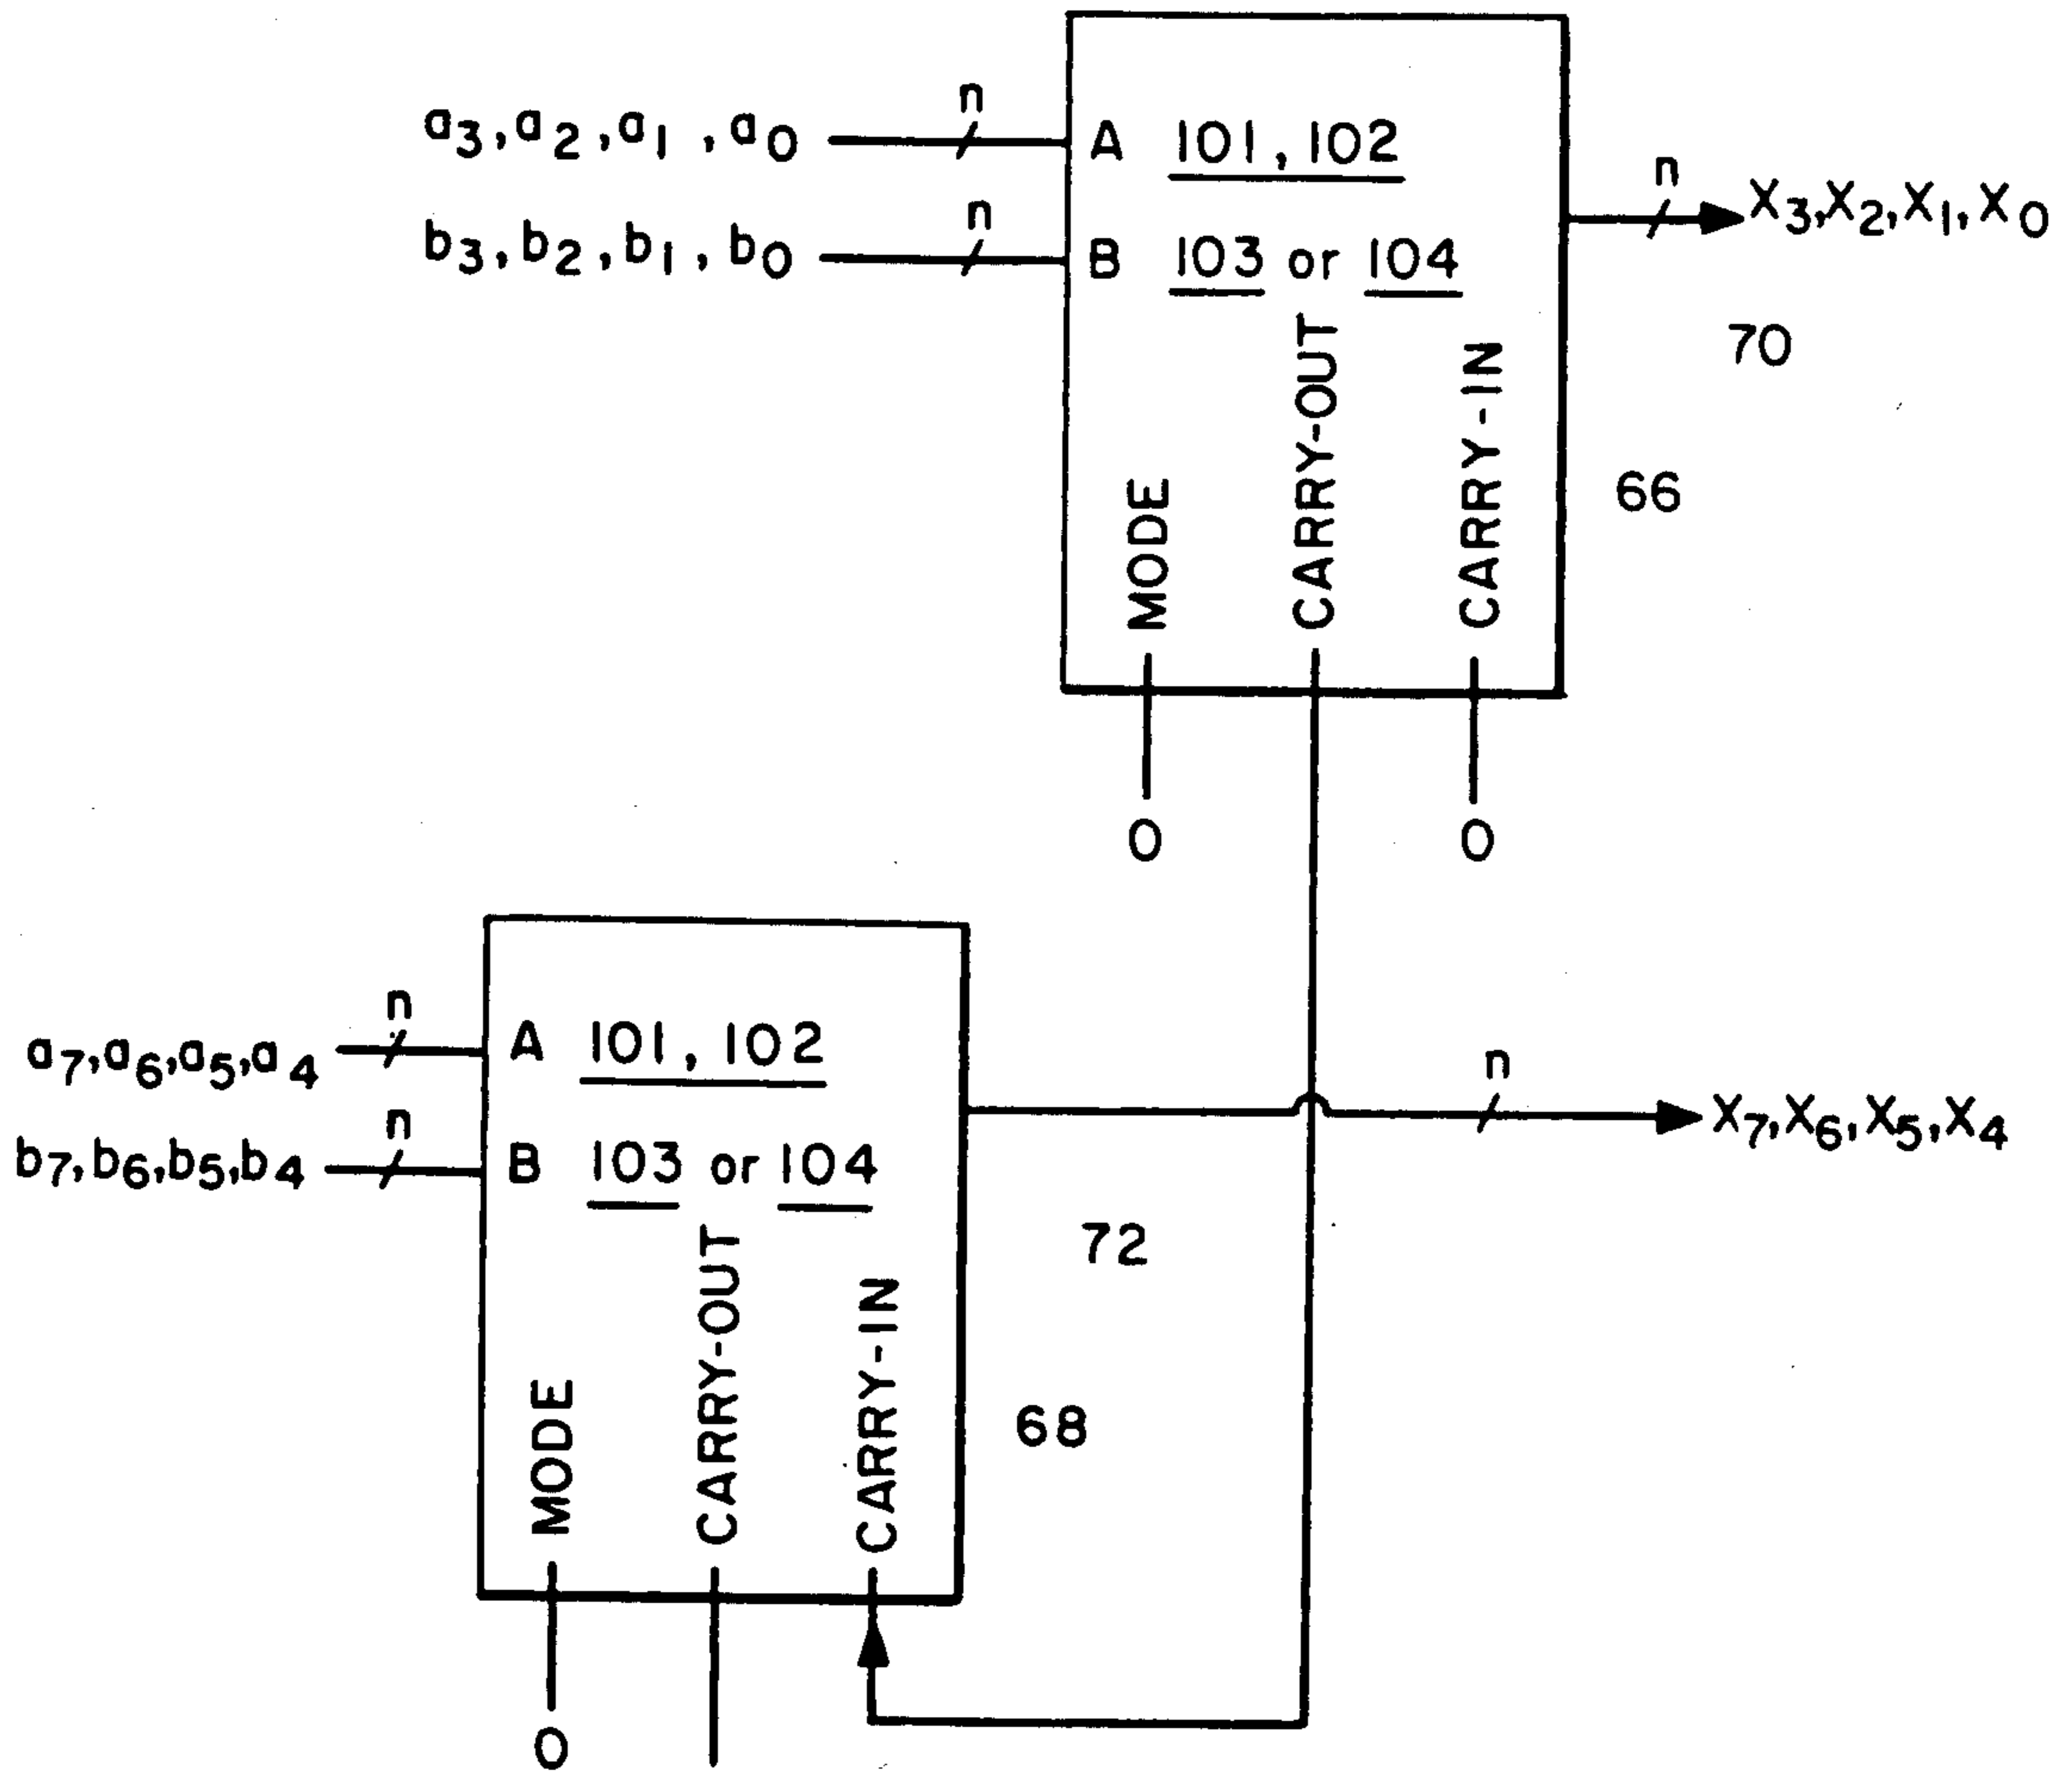 n
a3, a2, a1, a0
A 101, 102
n
X3, X2, X1, X0
n
b3, b2, b1, b0
B 103 or 104
70
MODE
CARRY-OUT
CARRY-IN
66
0
0
n
a7, a6, a5, a4
A 101, 102
n
X7, X6, X5, X4
n
b7, b6, b5, b4
B 103 or 104
72
MODE
CARRY-OUT
CARRY-IN
68
0